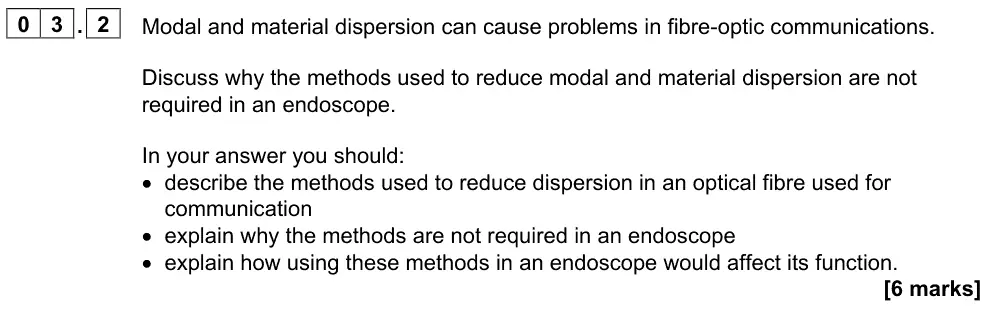 0 3 . 2 Modal and material dispersion can cause problems in fibre-optic communications.
Discuss why the methods used to reduce modal and material dispersion are not
required in an endoscope.
In your answer you should:
• describe the methods used to reduce dispersion in an optical fibre used for
communication
• explain why the methods are not required in an endoscope
• explain how using these methods in an endoscope would affect its function.
[6 marks]